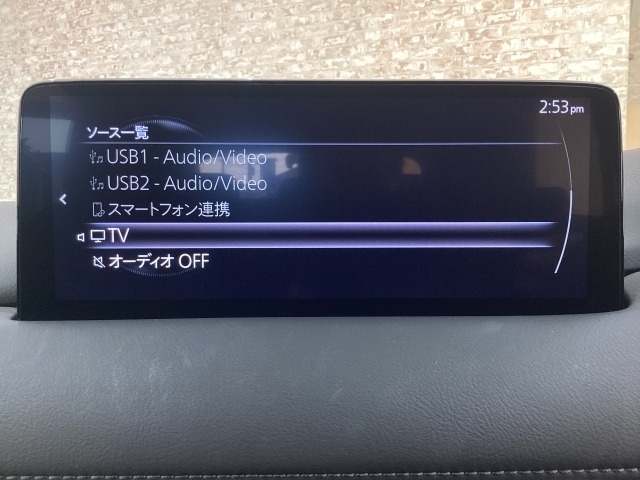 2:53pm
ソース一覧
USB1 - Audio/Video
USB2 - Audio/Video
スマートフォン連携
TV
オーディオ OFF